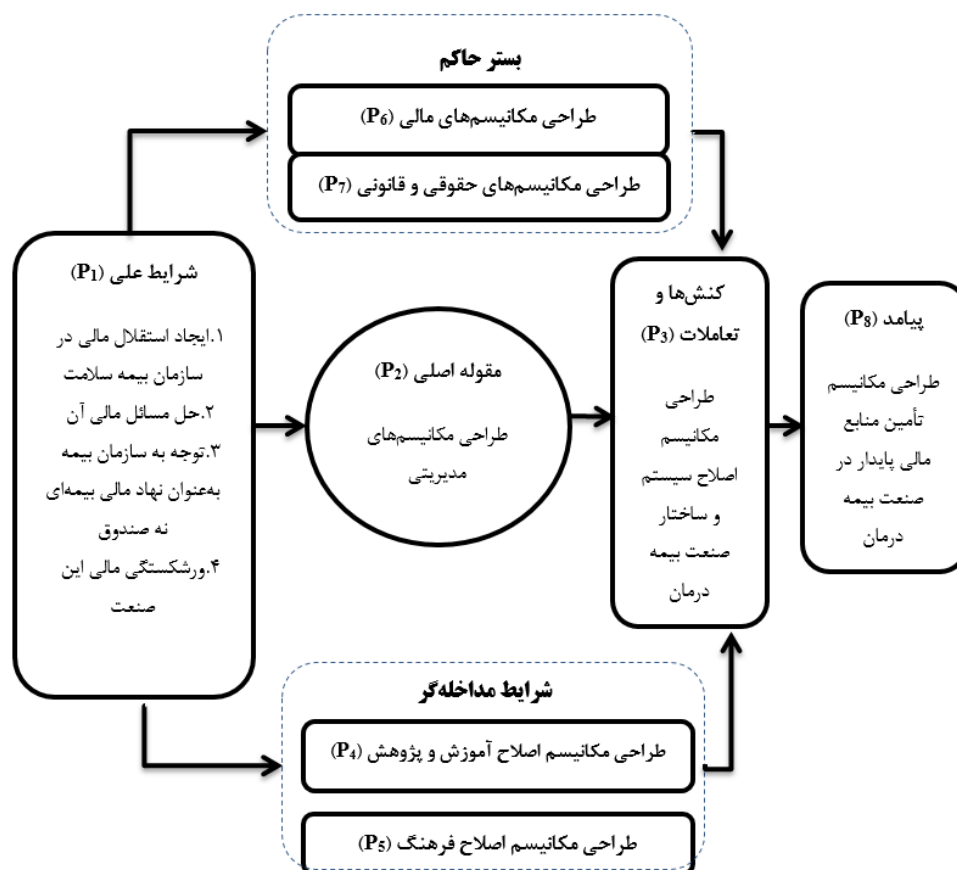 بستر حاکم
طراحی مکانیسم‌های مالی (P6)
طراحی مکانیسم‌های حقوقی و قانونی (P7)
شرایط علی (P1)
۱.ایجاد استقلال مالی در
سازمان بیمه سلامت
۲.حل مسائل مالی آن
۳.توجه به سازمان بیمه
به‌عنوان نهاد مالی بیمه‌ای
نه صندوق
۴.ورشکستگی مالی این
صنعت
مقوله اصلی (P2)
طراحی مکانیسم‌های
مدیریتی
کنش‌ها و
تعاملات (P3)
طراحی
مکانیسم
اصلاح سیستم
و ساختار
صنعت بیمه
درمان
پیامد (P8)
طراحی مکانیسم
تأمین منابع
مالی پایدار در
صنعت بیمه
درمان
شرایط مداخله‌گر
طراحی مکانیسم اصلاح آموزش و پژوهش (P4)
طراحی مکانیسم اصلاح فرهنگ (P5)